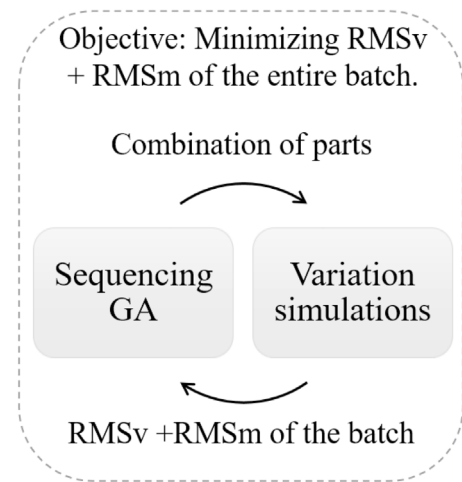 Objective: Minimizing RMSv
+ RMSm of the entire batch.
Combination of parts
Sequencing
GA
Variation
simulations
RMSv +RMSm of the batch